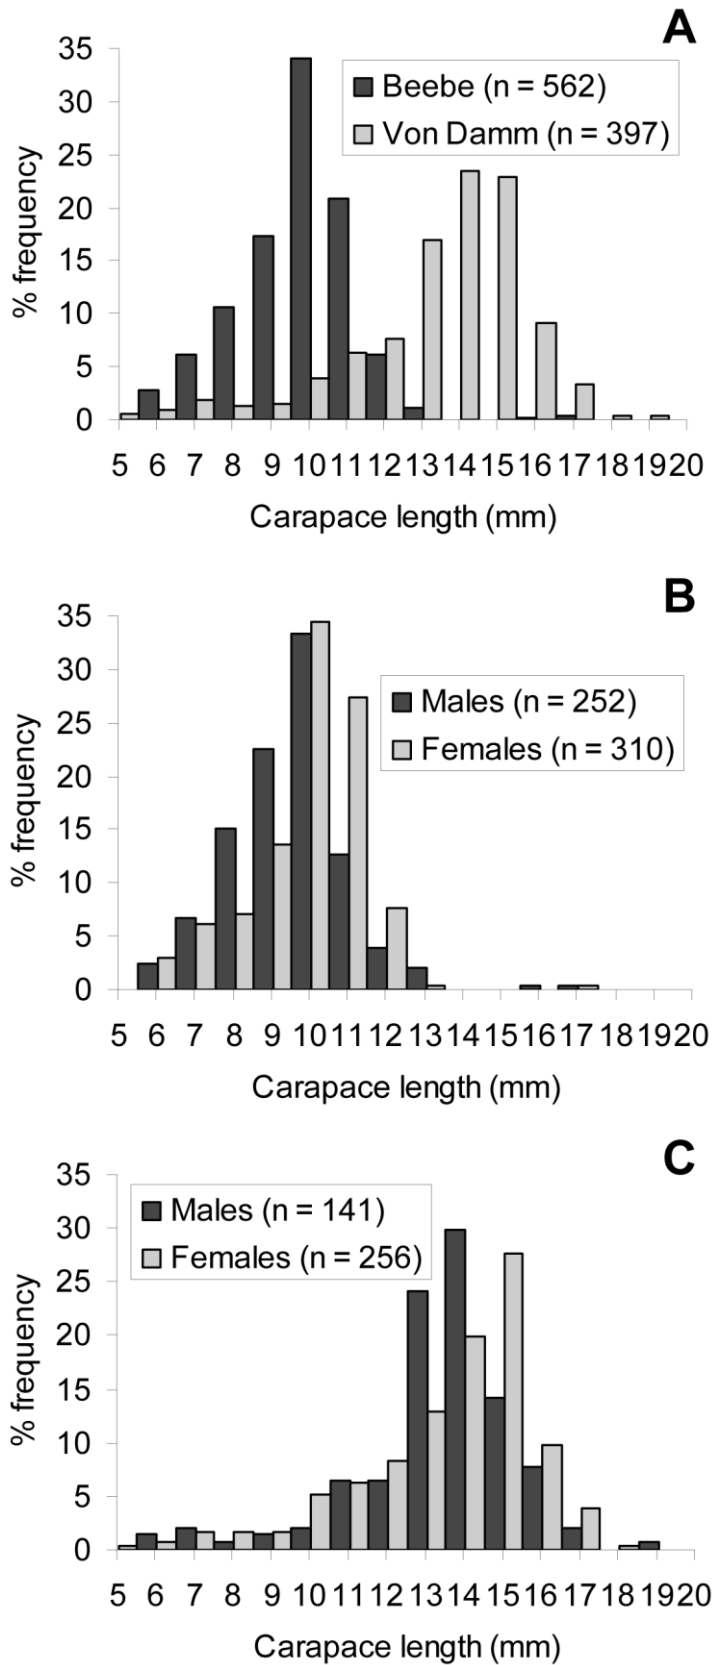 A
35
30
25
20
15
10
5
0
% frequency
Beebe (n = 562)
Von Damm (n = 397)
5 6 7 8 9 10 11 12 13 14 15 16 17 18 19 20
Carapace length (mm)
B
35
30
25
20
15
10
5
0
% frequency
Males (n = 252)
Females (n = 310)
5 6 7 8 9 10 11 12 13 14 15 16 17 18 19 20
Carapace length (mm)
C
35
30
25
20
15
10
5
0
% frequency
Males (n = 141)
Females (n = 256)
5 6 7 8 9 10 11 12 13 14 15 16 17 18 19 20
Carapace length (mm)